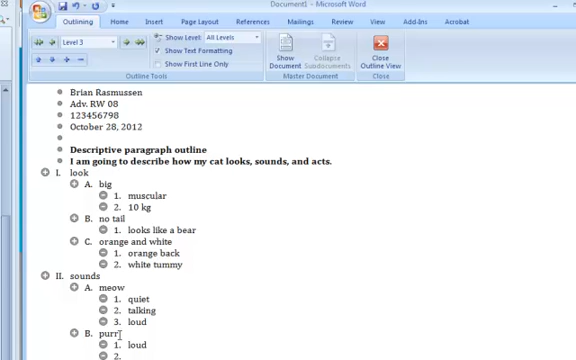 Document1 - Microsoft Word
Outlining Home Insert Page Layout References Mailings Review View Add-Ins Acrobat
Level 3
Show Level: All Levels
Show Text Formatting
Show First Line Only
Outline Tools
Show Document
Collapse Subdocuments
Master Document
Close Outline View
Close
Brian Rasmussen
Adv. RW 08
123456798
October 28, 2012
Descriptive paragraph outline
I am going to describe how my cat looks, sounds, and acts.
I. look
A. big
1. muscular
2. 10 kg
B. no tail
1. looks like a bear
C. orange and white
1. orange back
2. white tummy
II. sounds
A. meow
1. quiet
2. talking
3. loud
B. purr
1. loud
2.